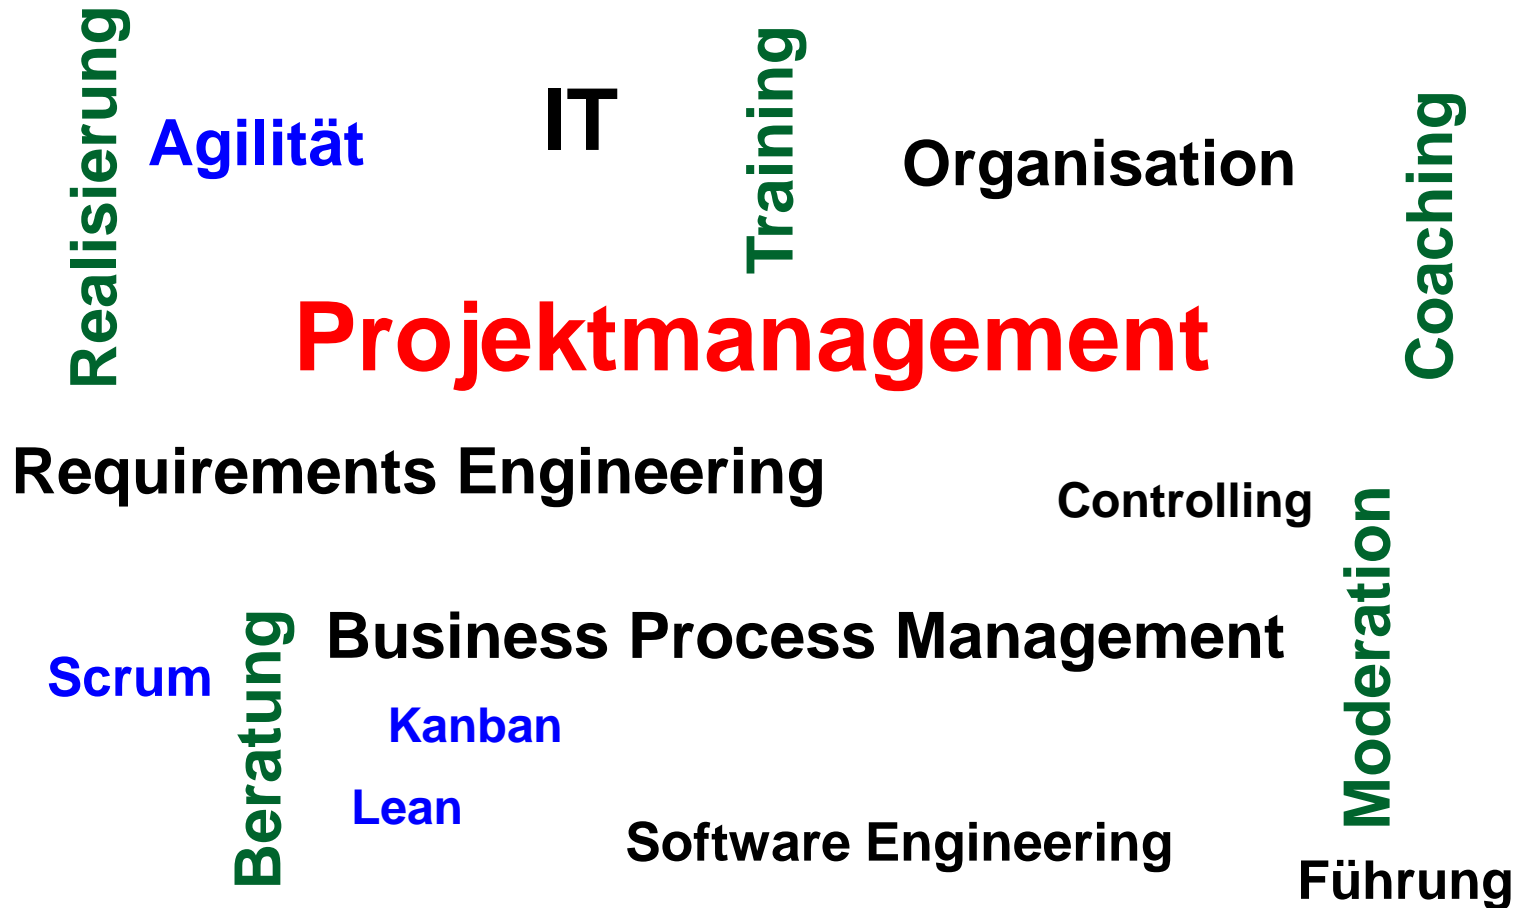 Realisierung
Agilität
IT
Training
Organisation
Coaching
Projektmanagement
Requirements Engineering
Controlling
Moderation
Business Process Management
Scrum
Beratung
Kanban
Lean
Software Engineering
Führung